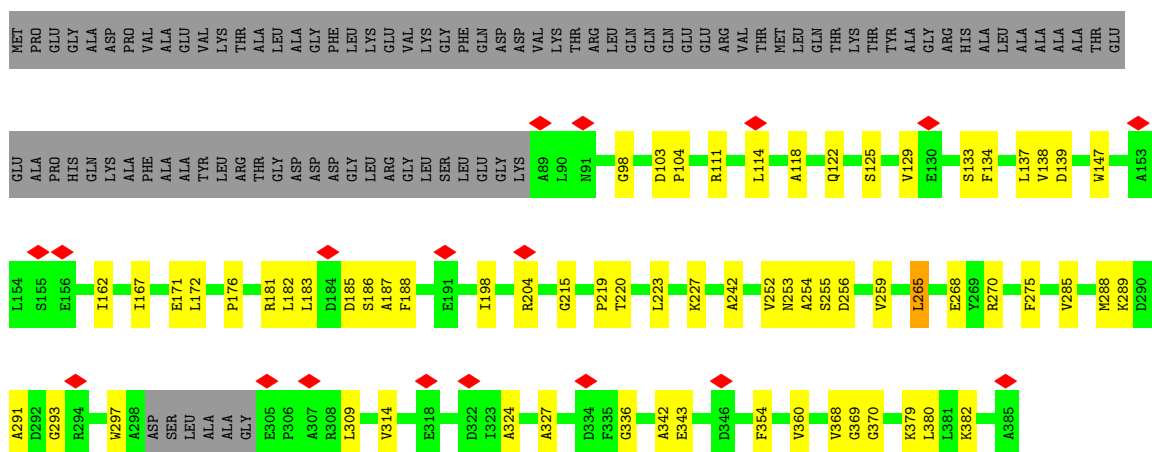 MET PRO GLU GLY ALA ASP PRO VAL ALA GLU VAL LYS THR ALA LEU ALA GLY PHE LEU LYS GLU VAL LYS GLY PHE GLN ASP ASP VAL LYS THR ARG LEU GLN GLN GLN GLU GLU ARG VAL THR MET LEU GLN THR LYS THR TYR ALA GLY ARG HIS ALA LEU ALA ALA ALA ALA THR GLU
GLU ALA PRO HIS GLN LYS ALA PHE ALA ALA TYR LEU ARG THR GLY ASP ASP ASP GLY LEU ARG GLY LEU SER LEU GLU GLY LYS A89 L90 N91 G98 D103 P104 R111 L114 A118 Q122 S125 V129 E130 S133 F134 L137 V138 D139 W147 A153
L154 S155 E156 I162 I167 E171 L172 P176 R181 L182 L183 D184 D185 S186 A187 F188 E191 I198 R204 G215 P219 T220 L223 K227 A242 V252 N253 A254 S255 D256 V259 L265 E268 Y269 R270 F275 V285 M288 K289 D290
A291 D292 G293 R294 W297 A298 ASP SER LEU ALA ALA GLY E305 P306 A307 R308 L309 V314 E318 D322 I323 A324 A327 D334 F335 G336 A342 E343 D346 F354 V360 V368 G369 G370 K379 L380 L381 K382 A385